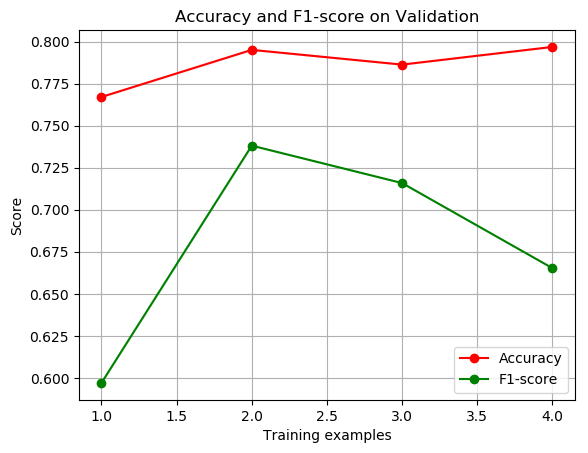 Accuracy and F1-score on Validation
0.800
0.775
0.750
0.725
0.700
0.675
0.650
0.625
0.600
Score
Accuracy
F1-score
1.0 1.5 2.0 2.5 3.0 3.5 4.0
Training examples